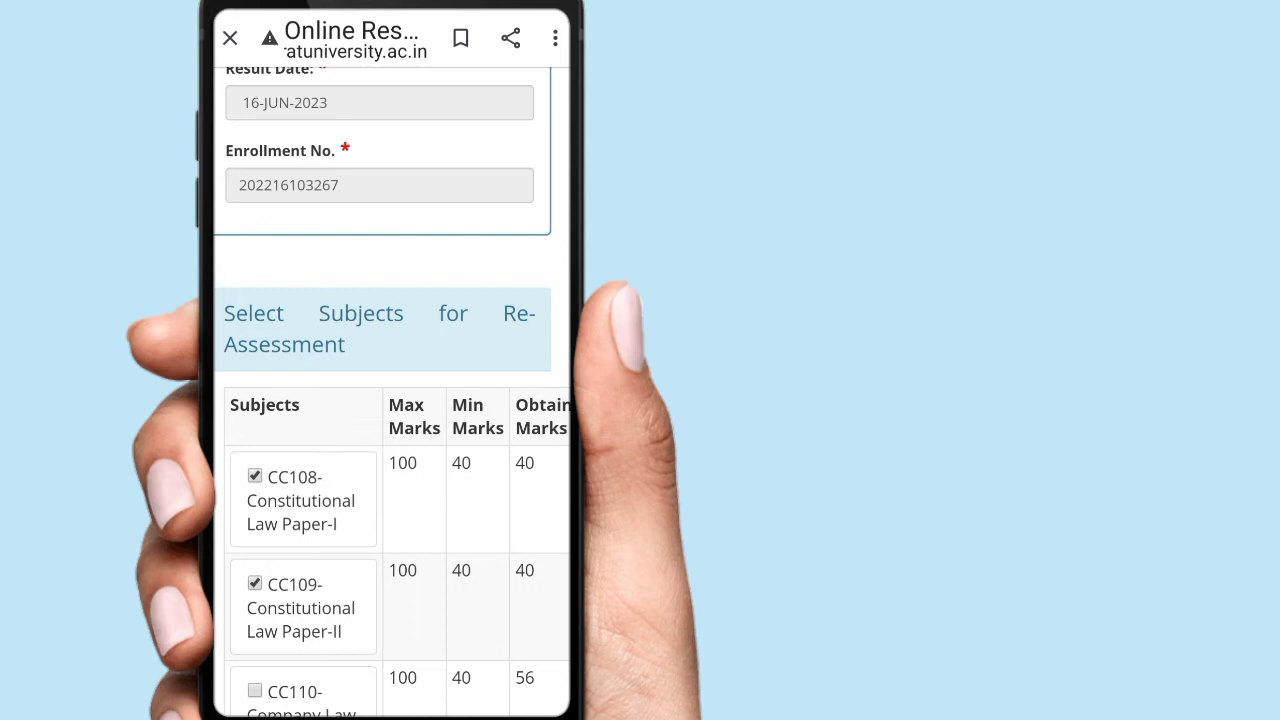 Online Res...
atuniversity.ac.in
Result Date: *
16-JUN-2023
Enrollment No. *
202216103267
Select Subjects for Re-
Assessment
Subjects Max Marks Min Marks Obtain Marks
CC108- 100 40 40
Constitutional
Law Paper-I
CC109- 100 40 40
Constitutional
Law Paper-II
CC110- 100 40 56
Company Law